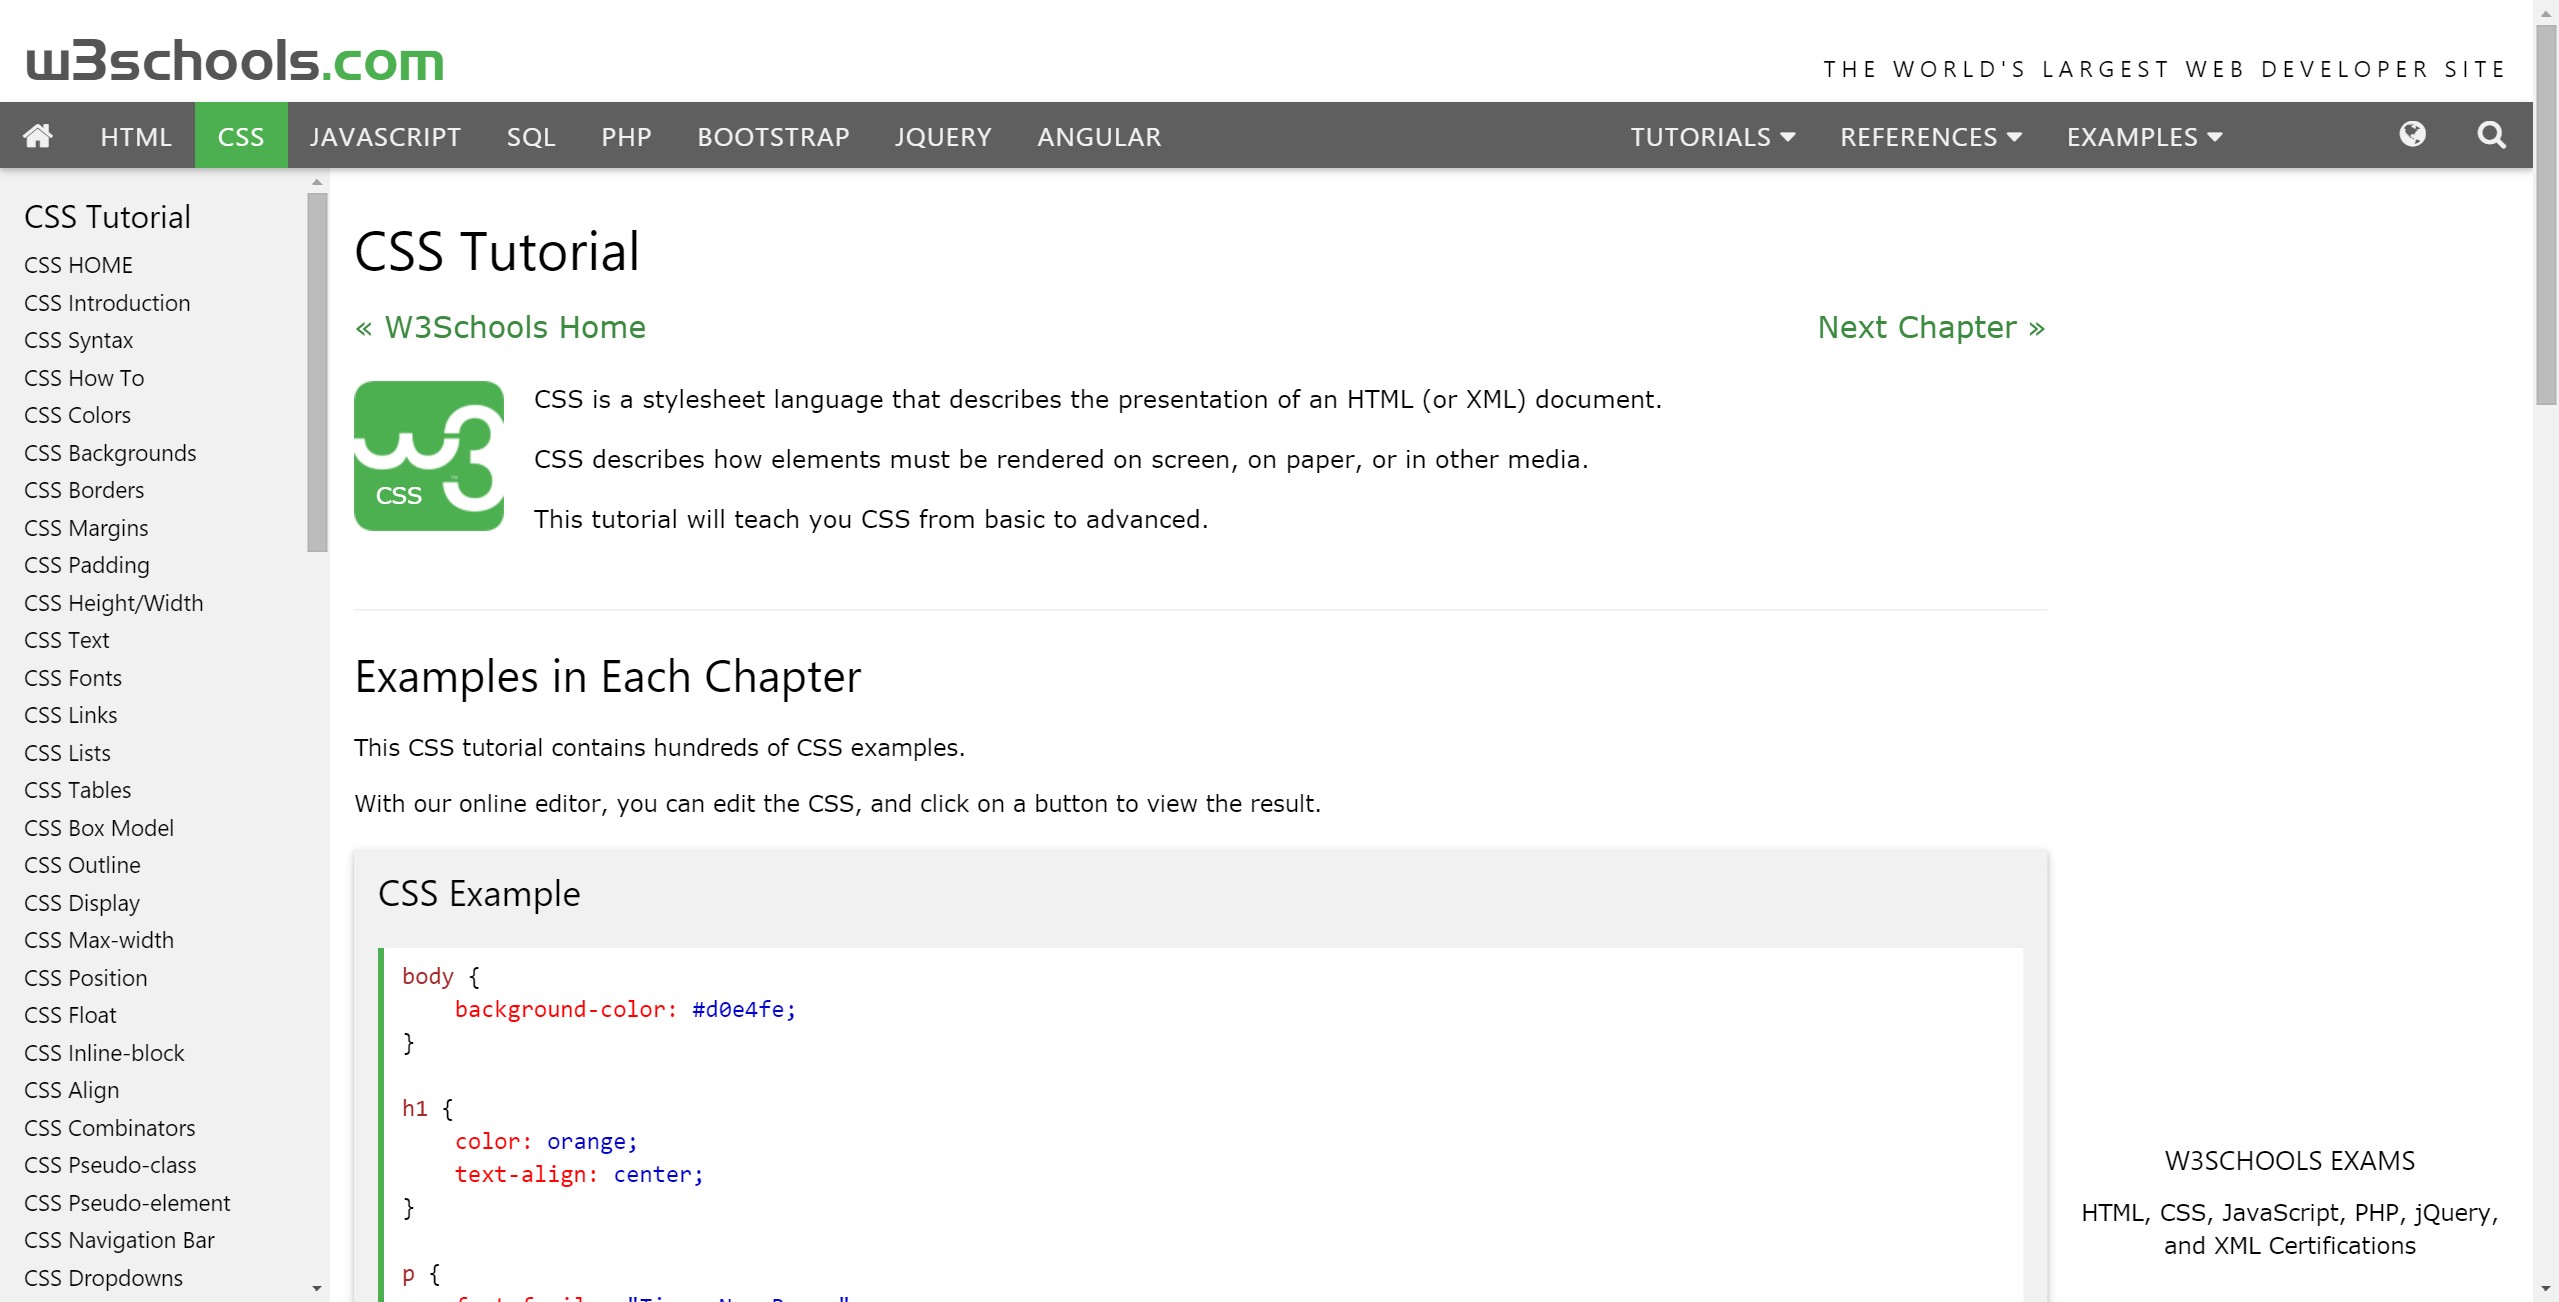 w3schools.com
THE WORLD'S LARGEST WEB DEVELOPER SITE
HTML CSS JAVASCRIPT SQL PHP BOOTSTRAP JQUERY ANGULAR TUTORIALS REFERENCES EXAMPLES
CSS Tutorial
CSS HOME
CSS Introduction
CSS Syntax
CSS How To
CSS Colors
CSS Backgrounds
CSS Borders
CSS Margins
CSS Padding
CSS Height/Width
CSS Text
CSS Fonts
CSS Links
CSS Lists
CSS Tables
CSS Box Model
CSS Outline
CSS Display
CSS Max-width
CSS Position
CSS Float
CSS Inline-block
CSS Align
CSS Combinators
CSS Pseudo-class
CSS Pseudo-element
CSS Navigation Bar
CSS Dropdowns
CSS Tutorial
« W3Schools Home
Next Chapter »
w3
CSS
CSS is a stylesheet language that describes the presentation of an HTML (or XML) document.
CSS describes how elements must be rendered on screen, on paper, or in other media.
This tutorial will teach you CSS from basic to advanced.
Examples in Each Chapter
This CSS tutorial contains hundreds of CSS examples.
With our online editor, you can edit the CSS, and click on a button to view the result.
CSS Example
body {
    background-color: #d0e4fe;
}
h1 {
    color: orange;
    text-align: center;
}
p {
W3SCHOOLS EXAMS
HTML, CSS, JavaScript, PHP, jQuery,
and XML Certifications